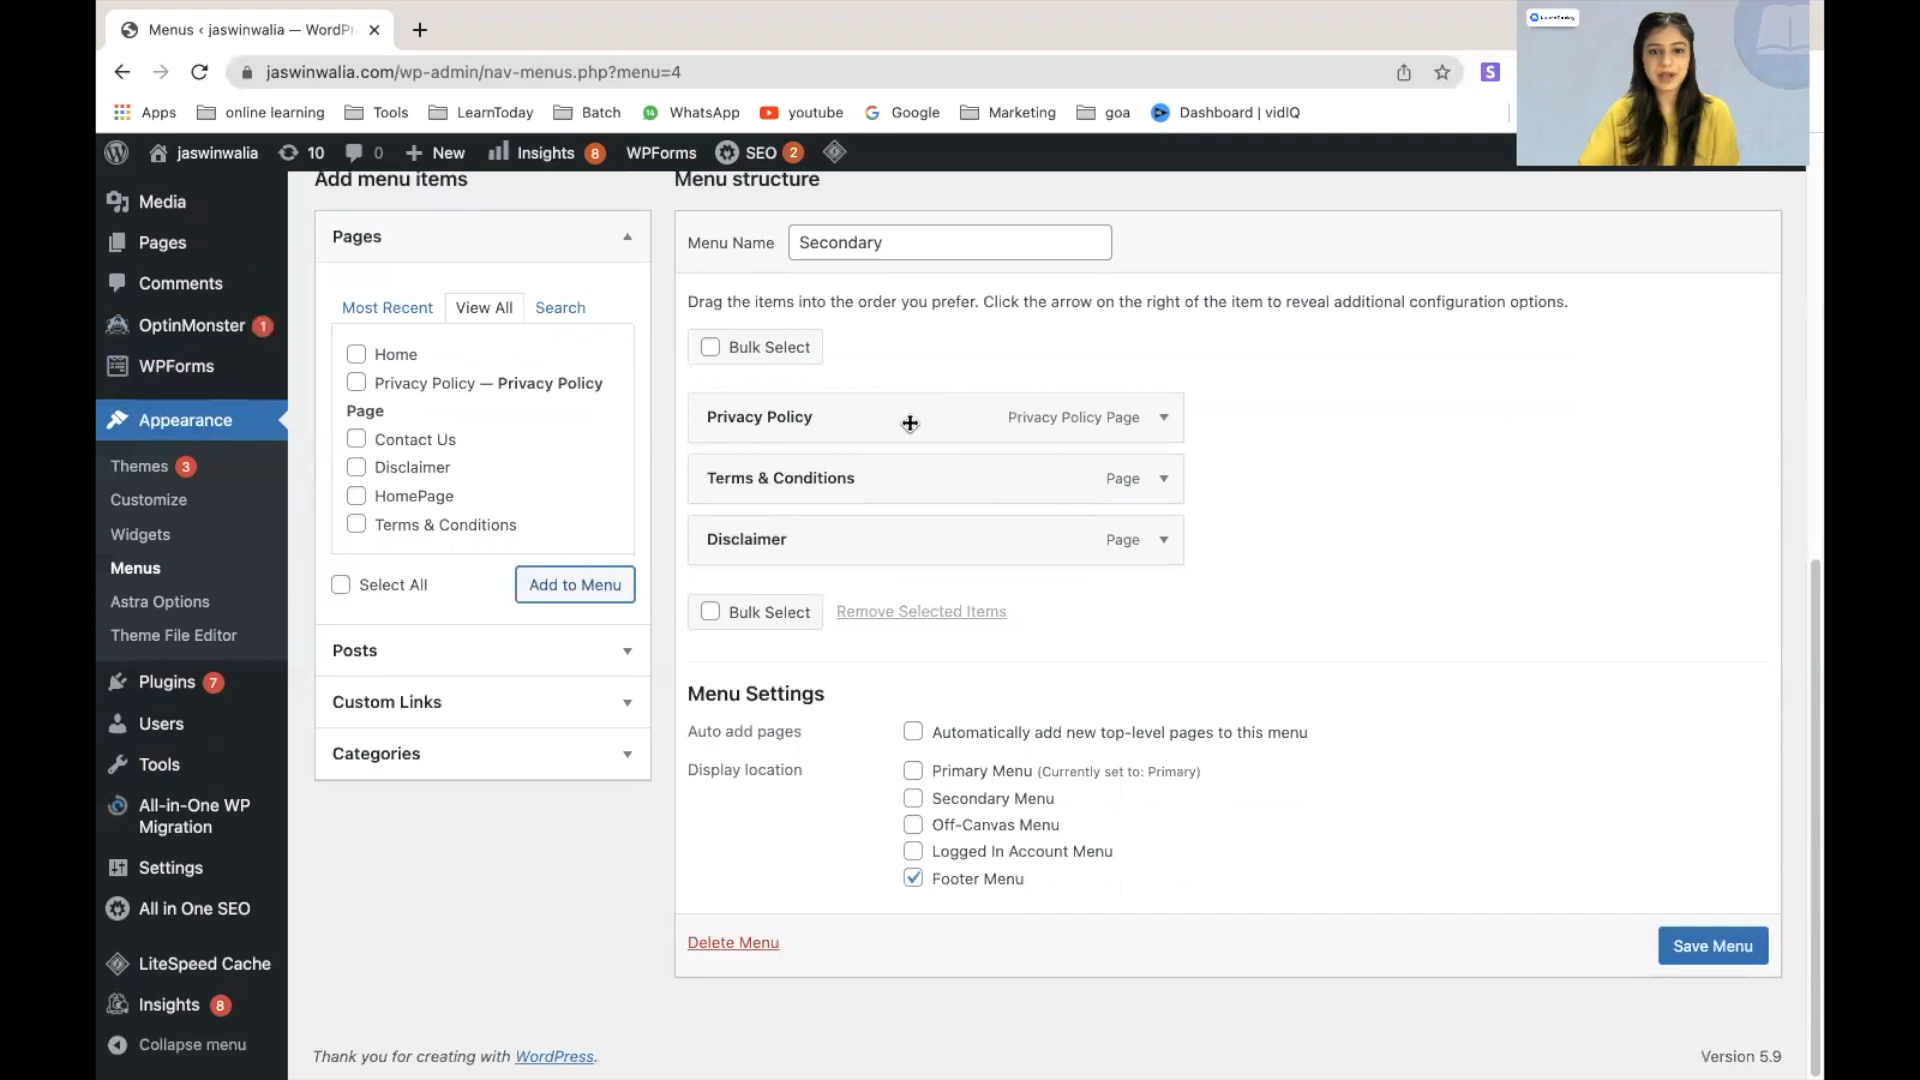 Menus ‹ jaswinwalia — WordPr
jaswinwalia.com/wp-admin/nav-menus.php?menu=4
Apps
online learning
Tools
LearnToday
Batch
WhatsApp
youtube
Google
Marketing
goa
Dashboard | vidIQ
jaswinwalia
10
0
New
Insights 8
WPForms
SEO 2
Media
Pages
Comments
OptinMonster 1
WPForms
Appearance
Themes 3
Customize
Widgets
Menus
Astra Options
Theme File Editor
Plugins 7
Users
Tools
All-in-One WP
Migration
Settings
All in One SEO
LiteSpeed Cache
Insights 8
Collapse menu
Add menu items
Pages
Most Recent
View All
Search
Home
Privacy Policy — Privacy Policy
Page
Contact Us
Disclaimer
HomePage
Terms & Conditions
Select All
Add to Menu
Posts
Custom Links
Categories
Menu structure
Menu Name
Secondary
Drag the items into the order you prefer. Click the arrow on the right of the item to reveal additional configuration options.
Bulk Select
Privacy Policy
Privacy Policy Page
Terms & Conditions
Page
Disclaimer
Page
Bulk Select
Remove Selected Items
Menu Settings
Auto add pages
Automatically add new top-level pages to this menu
Display location
Primary Menu (Currently set to: Primary)
Secondary Menu
Off-Canvas Menu
Logged In Account Menu
Footer Menu
Delete Menu
Save Menu
Thank you for creating with WordPress.
Version 5.9